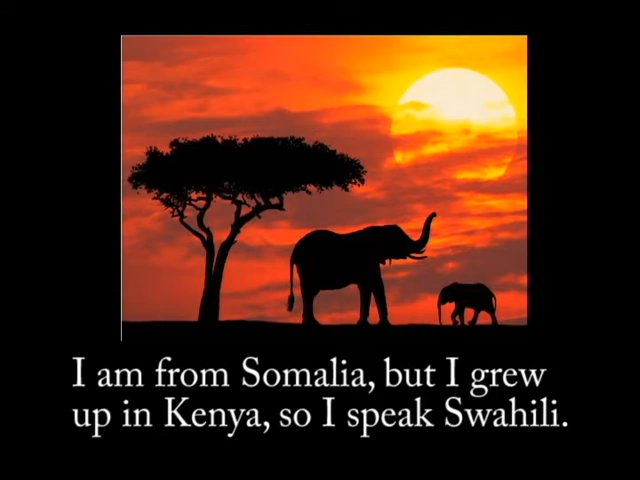 I am from Somalia, but I grew
up in Kenya, so I speak Swahili.